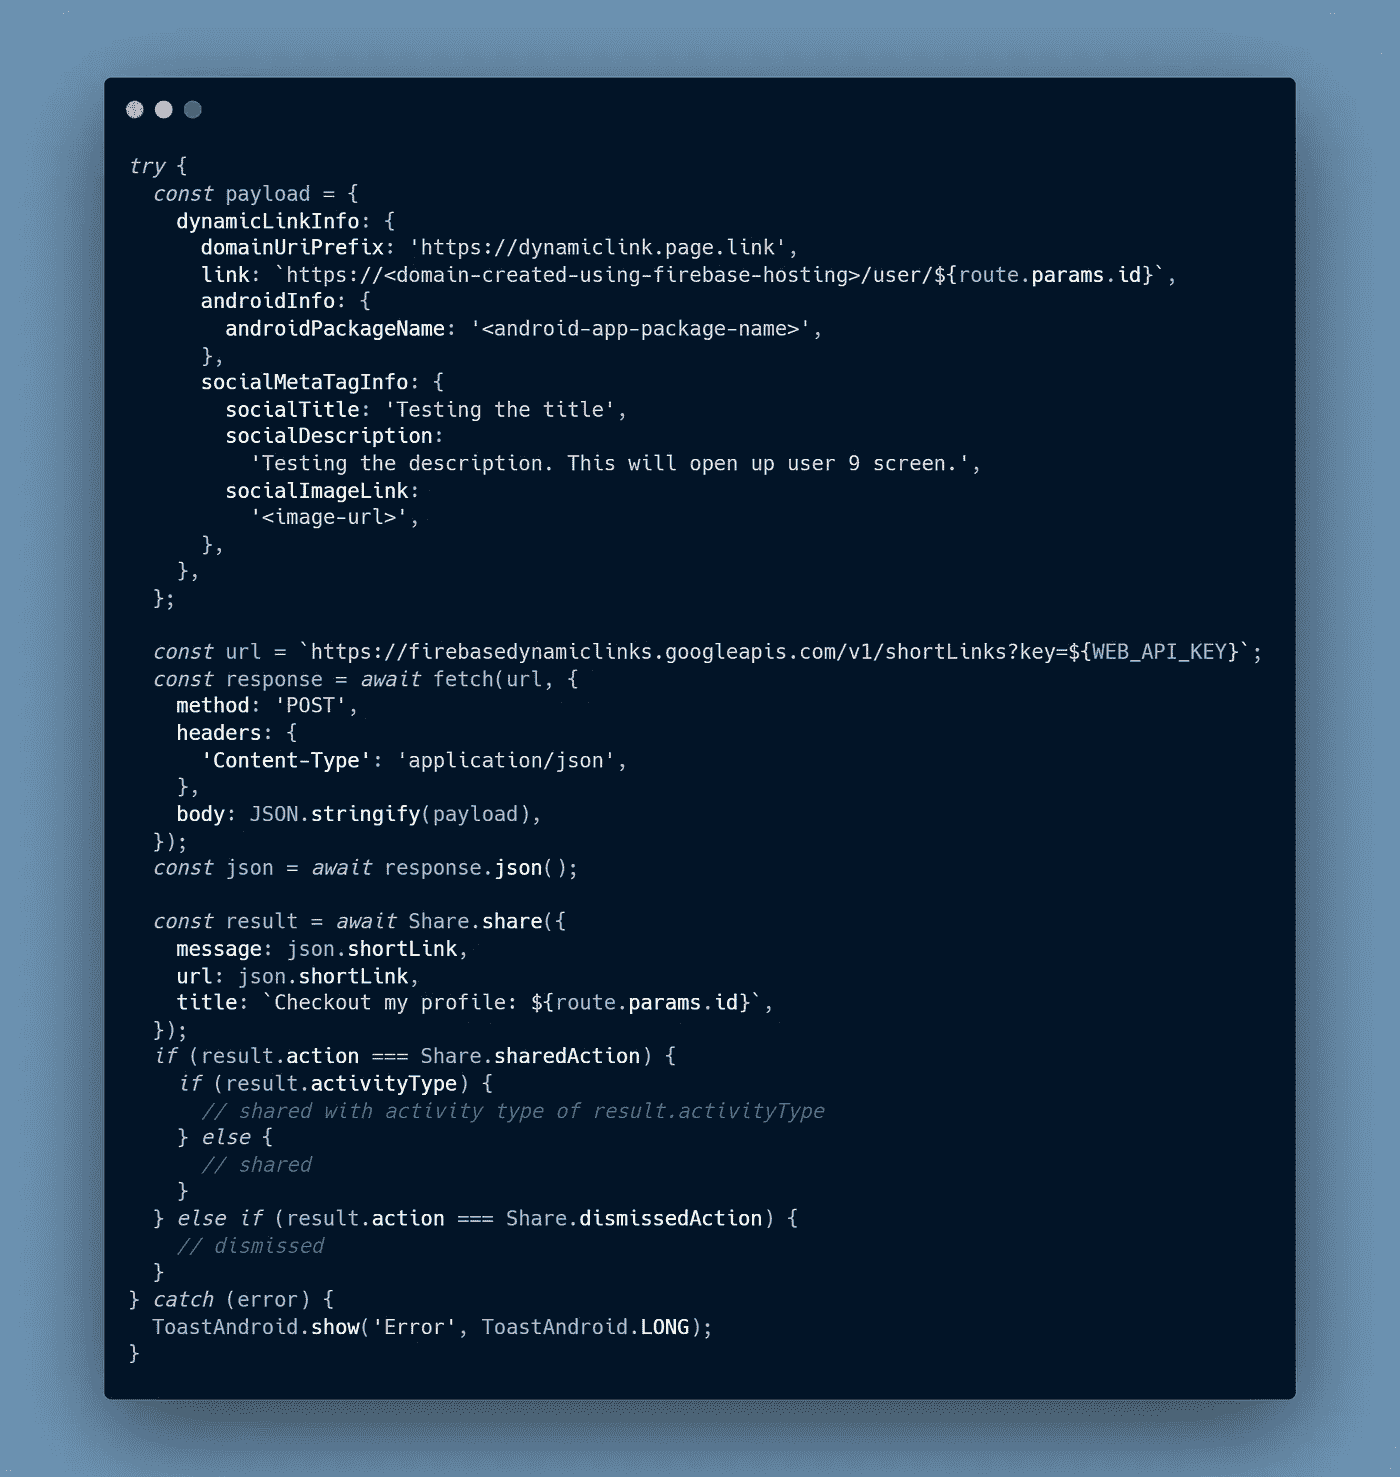 try {
  const payload = {
    dynamicLinkInfo: {
      domainUriPrefix: 'https://dynamiclink.page.link',
      link: `https://<domain-created-using-firebase-hosting>/user/${route.params.id}`,
      androidInfo: {
        androidPackageName: '<android-app-package-name>',
      },
      socialMetaTagInfo: {
        socialTitle: 'Testing the title',
        socialDescription:
          'Testing the description. This will open up user 9 screen.',
        socialImageLink:
          '<image-url>',
      },
    },
  };

  const url = `https://firebasedynamiclinks.googleapis.com/v1/shortLinks?key=${WEB_API_KEY}`;
  const response = await fetch(url, {
    method: 'POST',
    headers: {
      'Content-Type': 'application/json',
    },
    body: JSON.stringify(payload),
  });
  const json = await response.json();

  const result = await Share.share({
    message: json.shortLink,
    url: json.shortLink,
    title: `Checkout my profile: ${route.params.id}`,
  });
  if (result.action === Share.sharedAction) {
    if (result.activityType) {
      // shared with activity type of result.activityType
    } else {
      // shared
    }
  } else if (result.action === Share.dismissedAction) {
    // dismissed
  }
} catch (error) {
  ToastAndroid.show('Error', ToastAndroid.LONG);
}